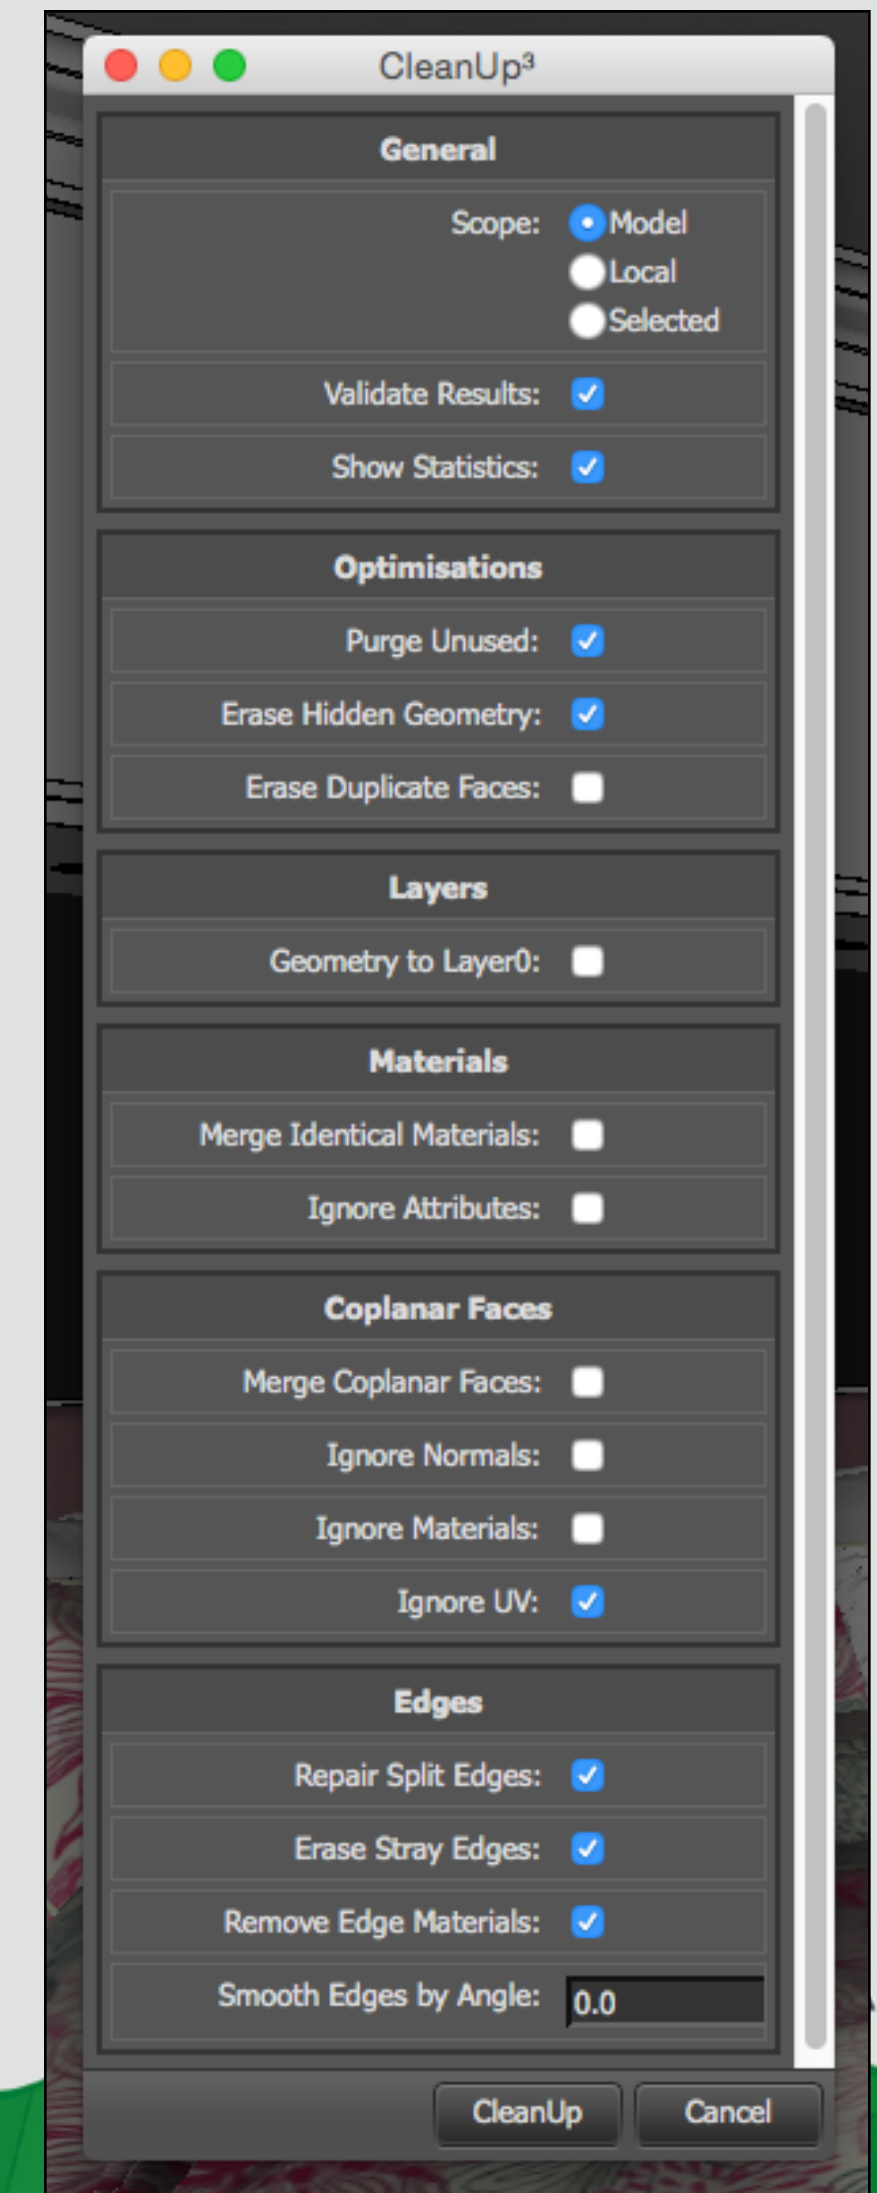 CleanUp³
General
Scope: Model
Local
Selected
Validate Results:
Show Statistics:
Optimisations
Purge Unused:
Erase Hidden Geometry:
Erase Duplicate Faces:
Layers
Geometry to Layer0:
Materials
Merge Identical Materials:
Ignore Attributes:
Coplanar Faces
Merge Coplanar Faces:
Ignore Normals:
Ignore Materials:
Ignore UV:
Edges
Repair Split Edges:
Erase Stray Edges:
Remove Edge Materials:
Smooth Edges by Angle: 0.0
CleanUp Cancel